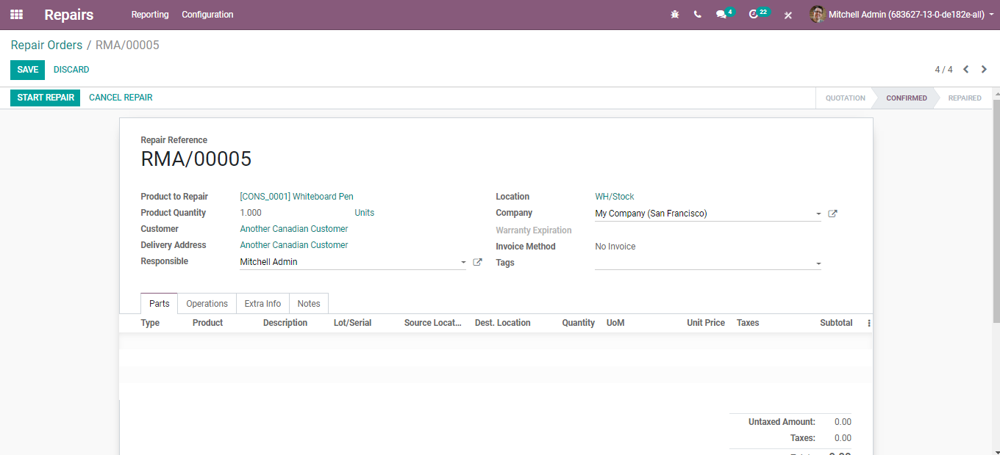 Repairs Reporting Configuration 4 22 Mitchell Admin (683627-13-0-de182e-all)
Repair Orders / RMA/00005
SAVE DISCARD 4 / 4
START REPAIR CANCEL REPAIR QUOTATION CONFIRMED REPAIRED
Repair Reference
RMA/00005
Product to Repair [CONS_0001] Whiteboard Pen Location WH/Stock
Product Quantity 1.000 Units Company My Company (San Francisco)
Customer Another Canadian Customer Warranty Expiration
Delivery Address Another Canadian Customer Invoice Method No Invoice
Responsible Mitchell Admin Tags
Parts Operations Extra Info Notes
Type Product Description Lot/Serial Source Locat... Dest. Location Quantity UoM Unit Price Taxes Subtotal
Untaxed Amount: 0.00
Taxes: 0.00